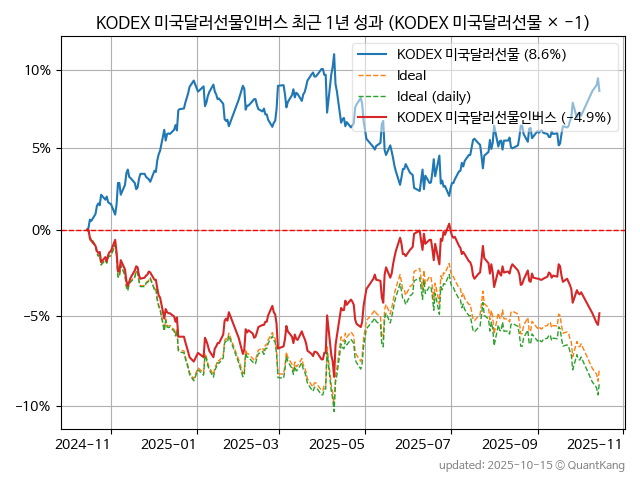 KODEX 미국달러선물인버스 최근 1년 성과 (KODEX 미국달러선물 × −1)
KODEX 미국달러선물 (8.6%)
Ideal
Ideal (daily)
KODEX 미국달러선물인버스 (−4.9%)
10%
5%
0%
−5%
−10%
2024-11
2025-01
2025-03
2025-05
2025-07
2025-09
2025-11
updated: 2025-10-15 © QuantKang